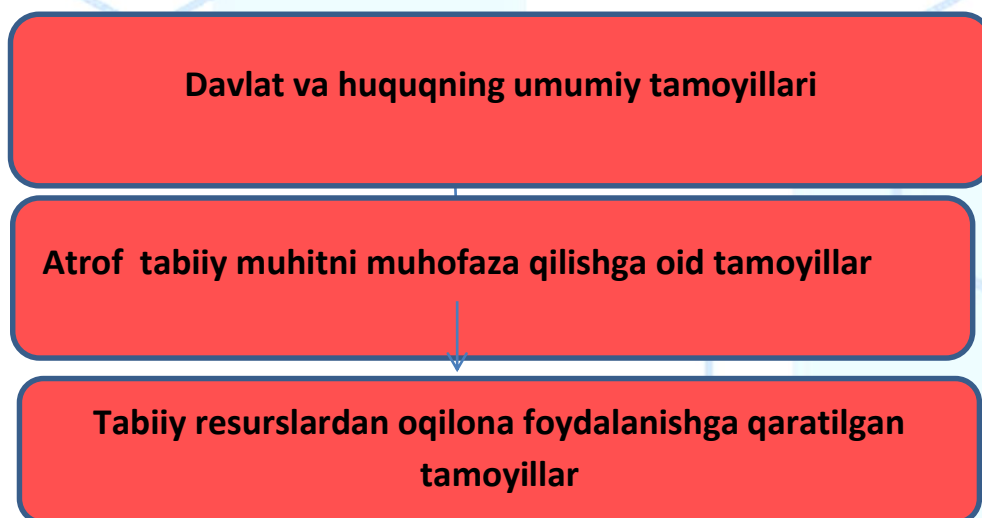 Davlat va huquqning umumiy tamoyillari
Atrof tabiiy muhitni muhofaza qilishga oid tamoyillar
Tabiiy resurslardan oqilona foydalanishga qaratilgan
tamoyillar